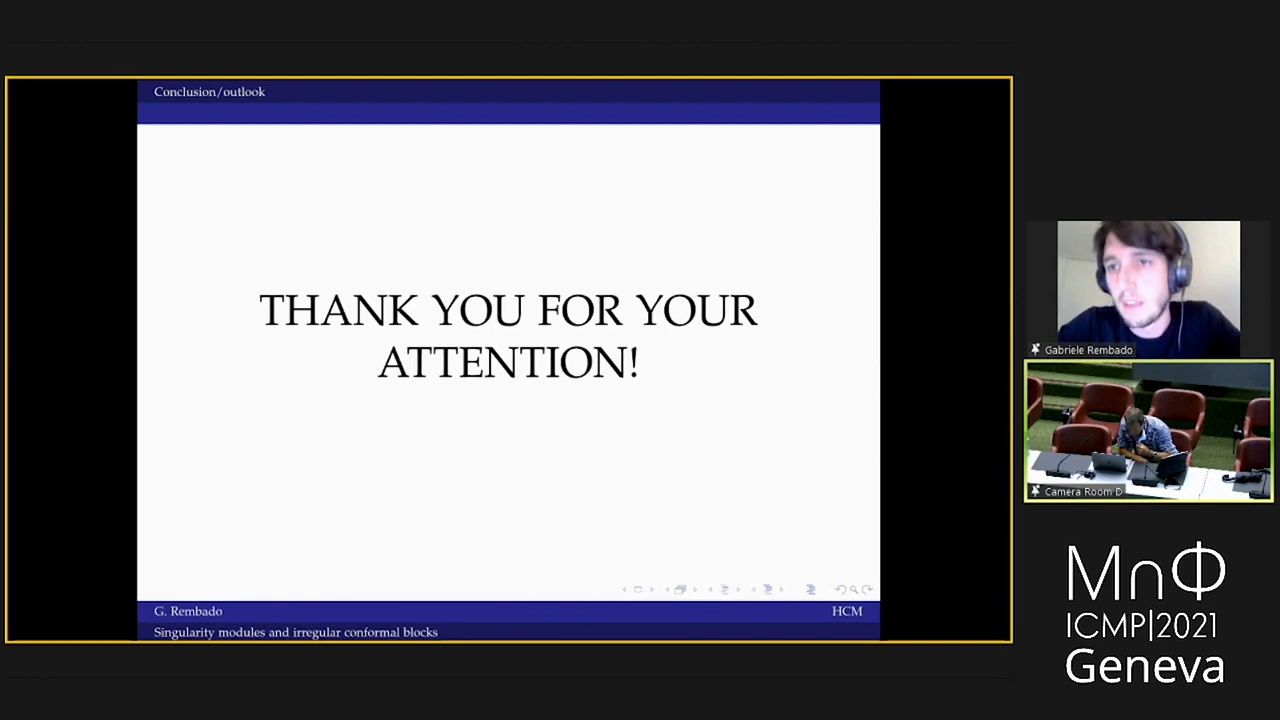 Conclusion/outlook
THANK YOU FOR YOUR
ATTENTION!
G. Rembado
HCM
Singularity modules and irregular conformal blocks
Gabriele Rembado
Camera Room D
M∩Φ
ICMP|2021
Geneva